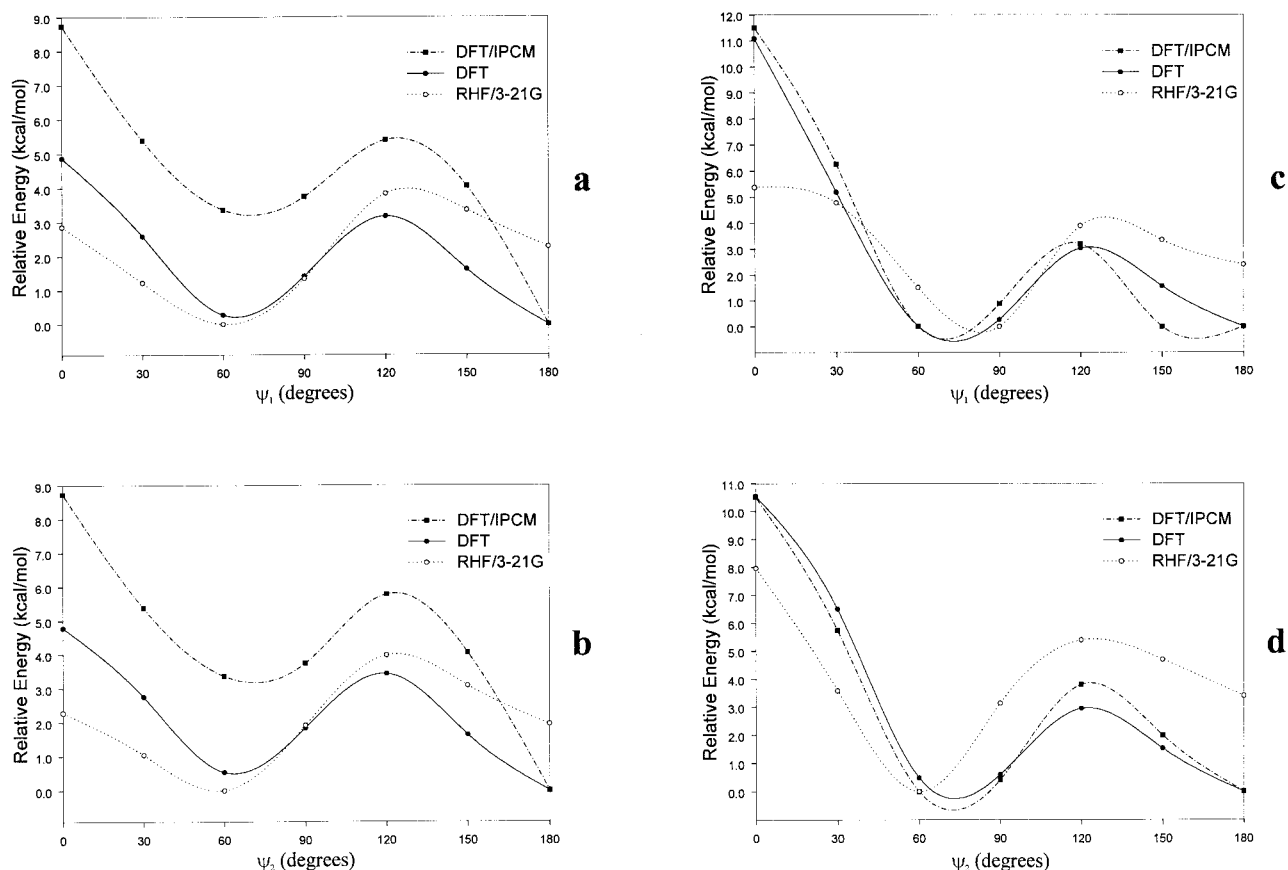 a
Relative Energy (kcal/mol)
9.0
8.0
7.0
6.0
5.0
4.0
3.0
2.0
1.0
0.0
DFT/IPCM
DFT
RHF/3-21G
0 30 60 90 120 150 180
ψ₁ (degrees)
c
Relative Energy (kcal/mol)
12.0
11.0
10.0
9.0
8.0
7.0
6.0
5.0
4.0
3.0
2.0
1.0
0.0
DFT/IPCM
DFT
RHF/3-21G
0 30 60 90 120 150 180
ψ₁ (degrees)
b
Relative Energy (kcal/mol)
9.0
8.0
7.0
6.0
5.0
4.0
3.0
2.0
1.0
0.0
DFT/IPCM
DFT
RHF/3-21G
0 30 60 90 120 150 180
ψ₂ (degrees)
d
Relative Energy (kcal/mol)
11.0
10.0
9.0
8.0
7.0
6.0
5.0
4.0
3.0
2.0
1.0
0.0
DFT/IPCM
DFT
RHF/3-21G
0 30 60 90 120 150 180
ψ₂ (degrees)